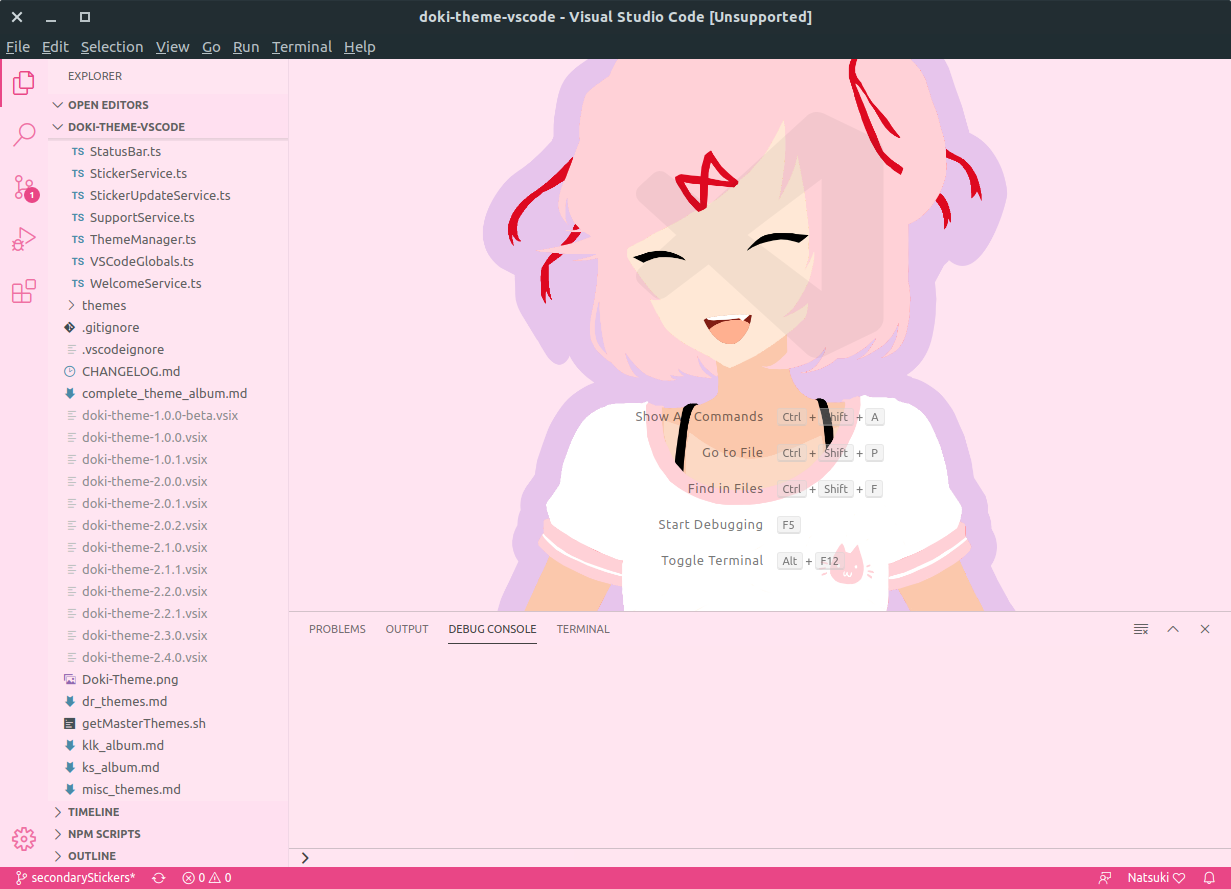 doki-theme-vscode - Visual Studio Code [Unsupported]
File Edit Selection View Go Run Terminal Help
EXPLORER
OPEN EDITORS
DOKI-THEME-VSCODE
TS StatusBar.ts
TS StickerService.ts
1
TS StickerUpdateService.ts
TS SupportService.ts
TS ThemeManager.ts
TS VSCodeGlobals.ts
TS WelcomeService.ts
themes
.gitignore
.vscodeignore
CHANGELOG.md
complete_theme_album.md
doki-theme-1.0.0-beta.vsix
doki-theme-1.0.0.vsix
doki-theme-1.0.1.vsix
doki-theme-2.0.0.vsix
doki-theme-2.0.1.vsix
doki-theme-2.0.2.vsix
doki-theme-2.1.0.vsix
doki-theme-2.1.1.vsix
doki-theme-2.2.0.vsix
doki-theme-2.2.1.vsix
doki-theme-2.3.0.vsix
doki-theme-2.4.0.vsix
Doki-Theme.png
dr_themes.md
getMasterThemes.sh
klk_album.md
ks_album.md
misc_themes.md
TIMELINE
NPM SCRIPTS
OUTLINE
Show All Commands Ctrl + Shift + A
Go to File Ctrl + Shift + P
Find in Files Ctrl + Shift + F
Start Debugging F5
Toggle Terminal Alt + F12
PROBLEMS OUTPUT DEBUG CONSOLE TERMINAL
secondaryStickers* 0 0 Natsuki ♡